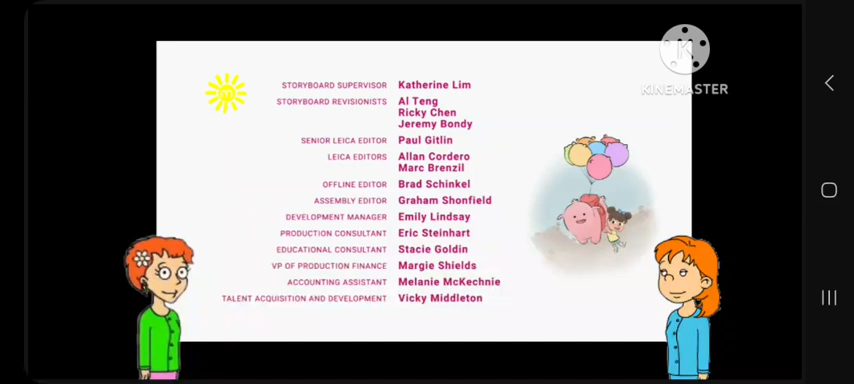 K
KINEMASTER
STORYBOARD SUPERVISOR Katherine Lim
STORYBOARD REVISIONISTS Al Teng
Ricky Chen
Jeremy Bondy
SENIOR LEICA EDITOR Paul Gitlin
LEICA EDITORS Allan Cordero
Marc Brenzil
OFFLINE EDITOR Brad Schinkel
ASSEMBLY EDITOR Graham Shonfield
DEVELOPMENT MANAGER Emily Lindsay
PRODUCTION CONSULTANT Eric Steinhart
EDUCATIONAL CONSULTANT Stacie Goldin
VP OF PRODUCTION FINANCE Margie Shields
ACCOUNTING ASSISTANT Melanie McKechnie
TALENT ACQUISITION AND DEVELOPMENT Vicky Middleton